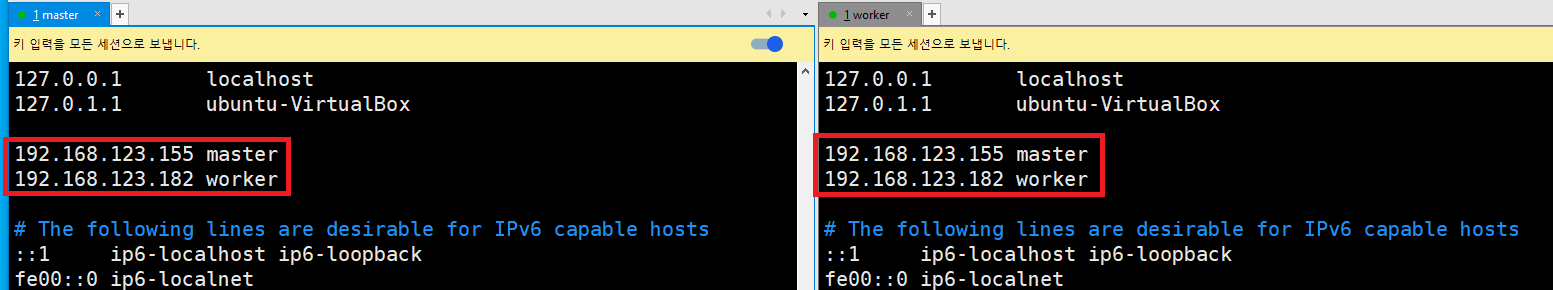 1 master
키 입력을 모든 세션으로 보냅니다.
127.0.0.1 localhost
127.0.1.1 ubuntu-VirtualBox
192.168.123.155 master
192.168.123.182 worker
# The following lines are desirable for IPv6 capable hosts
::1 ip6-localhost ip6-loopback
fe00::0 ip6-localnet
1 worker
키 입력을 모든 세션으로 보냅니다.
127.0.0.1 localhost
127.0.1.1 ubuntu-VirtualBox
192.168.123.155 master
192.168.123.182 worker
# The following lines are desirable for IPv6 capable hosts
::1 ip6-localhost ip6-loopback
fe00::0 ip6-localnet